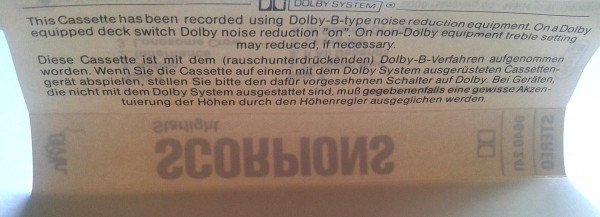 DOLBY SYSTEM
This Cassette has been recorded using Dolby-B-type noise reduction equipment. On a Dolby
equipped deck switch Dolby noise reduction "on". On non-Dolby equipment treble setting
may reduced, if necessary.
Diese Cassette ist mit dem (rauschunterdrückenden) Dolby-B-Verfahren aufgenommen
worden. Wenn Sie die Cassette auf einem mit dem Dolby System ausgerüsteten Cassetten-
gerät abspielen, stellen Sie bitte den dafür vorgesehenen Schalter auf Dolby. Bei Geräten,
die nicht mit dem Dolby System ausgestattet sind, muß gegebenenfalls eine gewisse Akzen-
tuierung der Höhen durch den Höhenregler ausgeglichen werden.
Starlight
SCORPIONS
0640 241
STEREO